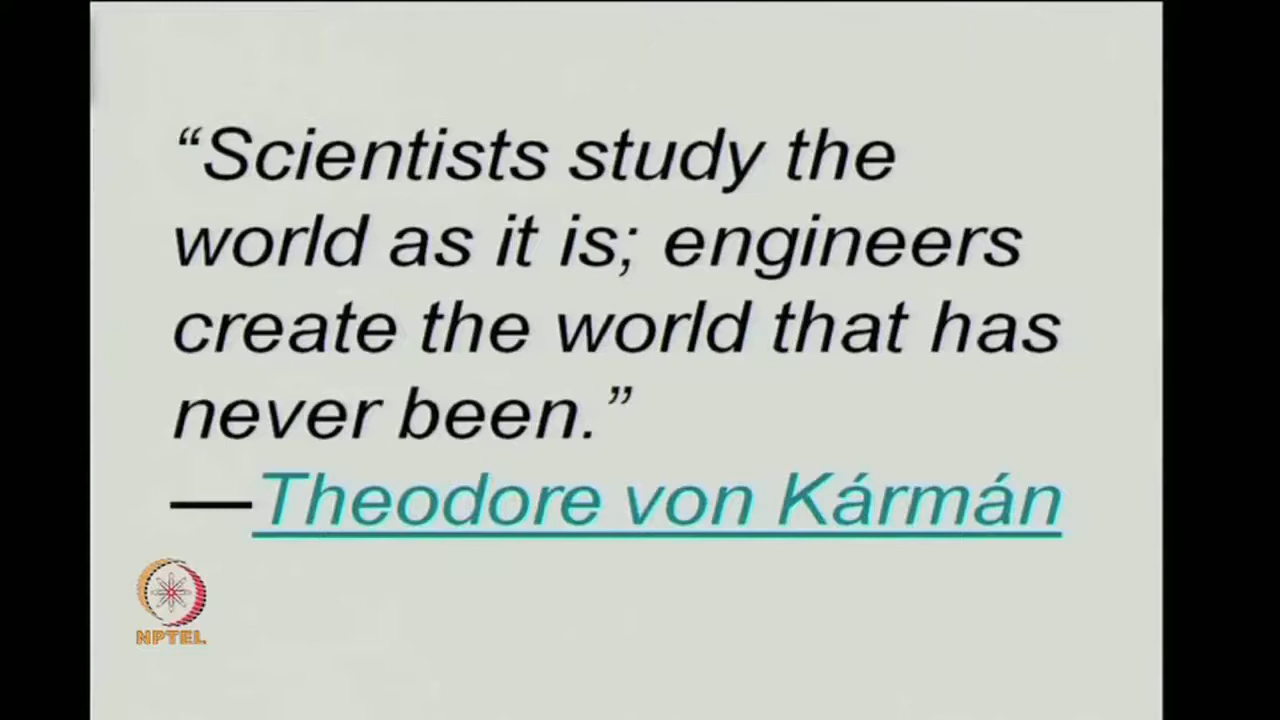 “Scientists study the
world as it is; engineers
create the world that has
never been.”
—Theodore von Kármán
NPTEL